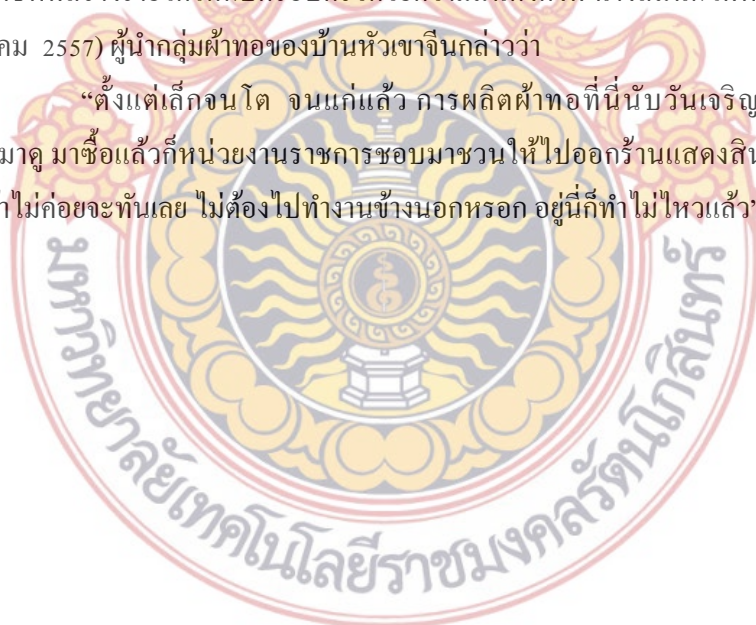 คม 2557) ผู้นำกลุ่มผ้าทอของบ้านหัวเขาจีนกล่าวว่า
“ตั้งแต่เล็กจนโต จนแก่แล้ว การผลิตผ้าทอที่นี่นับวันเจริญ
มาดู มาซื้อแล้วก็หน่วยงานราชการชอบมาชวนให้ไปออกร้านแสดงสิน
ำไม่ค่อยจะทันเลย ไม่ต้องไปทำงานข้างนอกหรอก อยู่นี่ก็ทำไม่ไหวแล้ว”
มหาวิทยาลัยเทคโนโลยีราชมงคลรัตนโกสินทร์